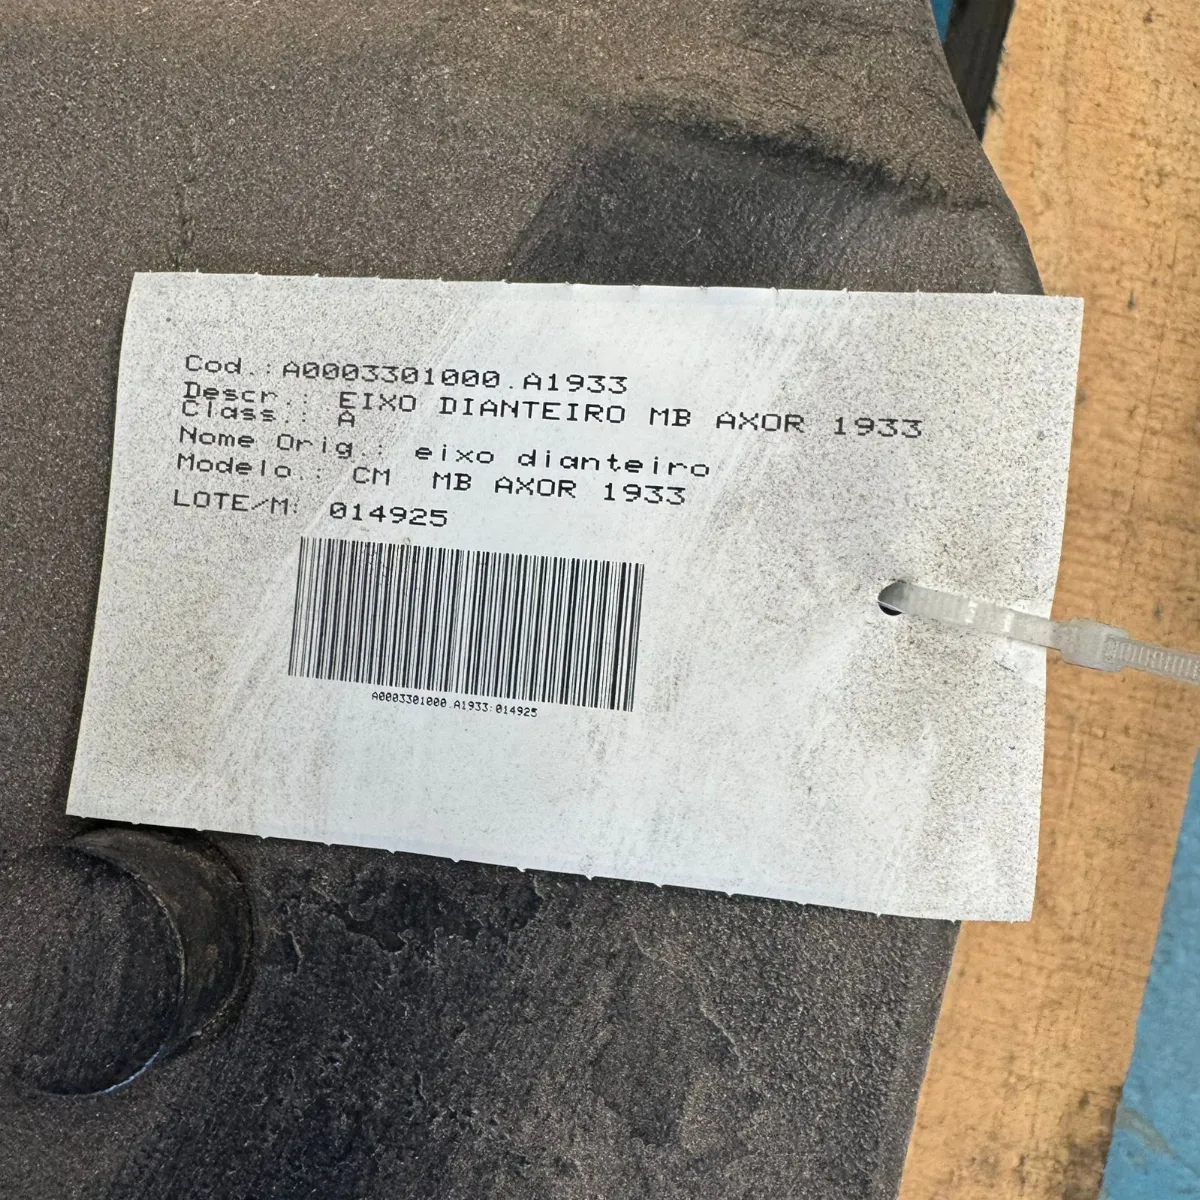 Cod.:A0003301000.A1933
Descr.: EIXO DIANTEIRO MB AXOR 1933
Class.: A
Nome Orig.: eixo dianteiro
Modelo.: CM MB AXOR 1933
LOTE/M: 014925
A0003301000.A1933:014925